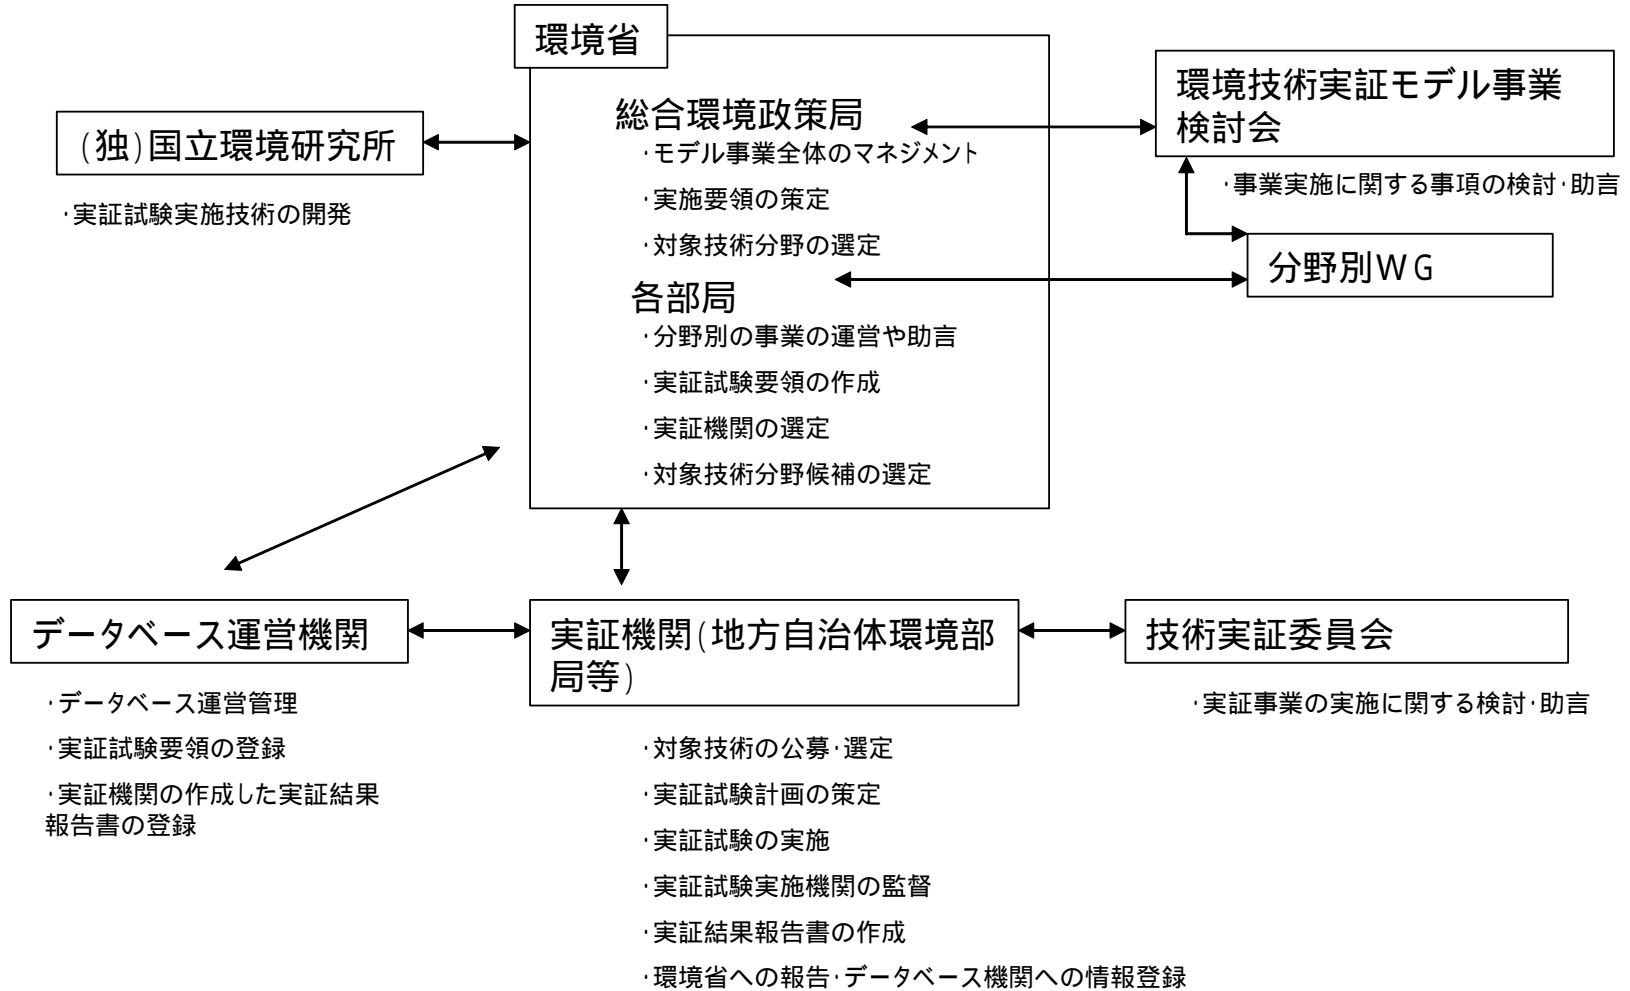 環境省
(独)国立環境研究所
･実証試験実施技術の開発
総合環境政策局
･モデル事業全体のマネジメント
･実施要領の策定
･対象技術分野の選定
各部局
･分野別の事業の運営や助言
･実証試験要領の作成
･実証機関の選定
･対象技術分野候補の選定
環境技術実証モデル事業
検討会
･事業実施に関する事項の検討･助言
分野別ＷＧ
データベース運営機関
･データベース運営管理
･実証試験要領の登録
･実証機関の作成した実証結果
報告書の登録
実証機関(地方自治体環境部
局等)
･対象技術の公募･選定
･実証試験計画の策定
･実証試験の実施
･実証試験実施機関の監督
･実証結果報告書の作成
･環境省への報告･データベース機関への情報登録
技術実証委員会
･実証事業の実施に関する検討･助言